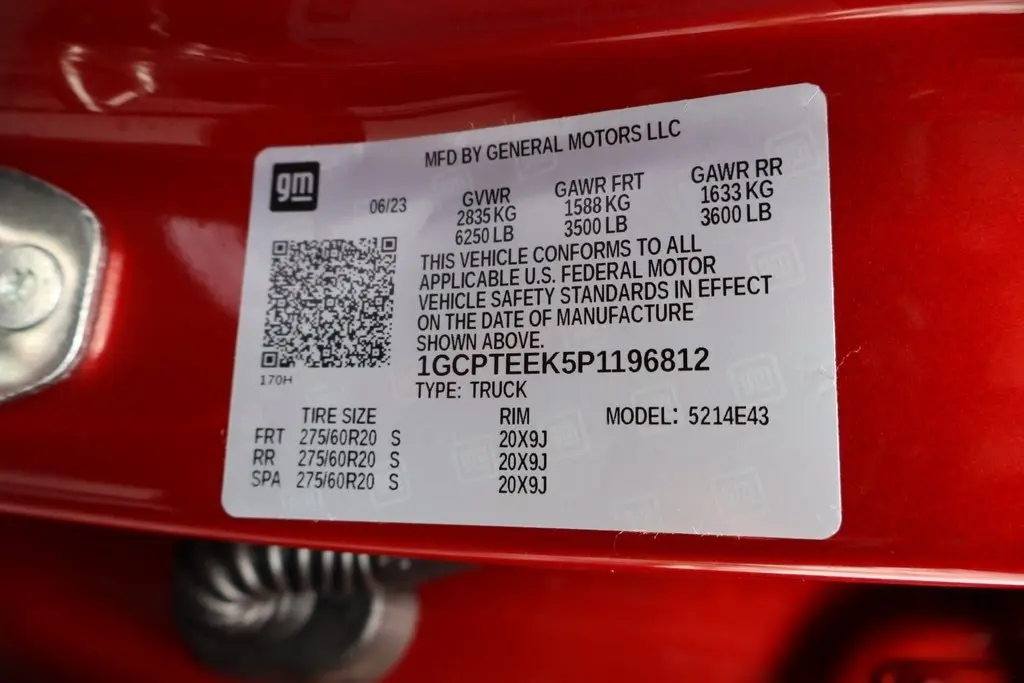 MFD BY GENERAL MOTORS LLC
gm
06/23
GVWR
2835 KG
6250 LB
GAWR FRT
1588 KG
3500 LB
GAWR RR
1633 KG
3600 LB
THIS VEHICLE CONFORMS TO ALL
APPLICABLE U.S. FEDERAL MOTOR
VEHICLE SAFETY STANDARDS IN EFFECT
ON THE DATE OF MANUFACTURE
SHOWN ABOVE.
1GCPTEEK5P1196812
170H
TYPE: TRUCK
TIRE SIZE RIM MODEL: 5214E43
FRT 275/60R20 S 20X9J
RR 275/60R20 S 20X9J
SPA 275/60R20 S 20X9J